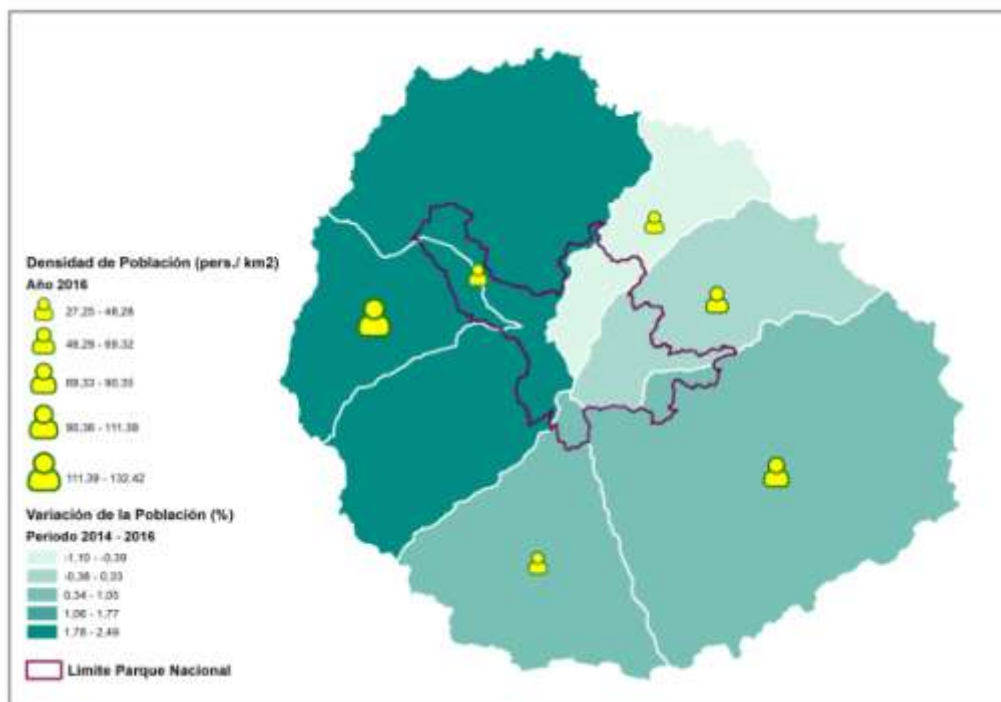 Densidad de Población (pers./ km2)
Año 2016
27,25 - 48,28
48,29 - 69,32
69,33 - 90,35
90,36 - 111,38
111,39 - 132,42
Variación de la Población (%)
Periodo 2014 - 2016
-1,10 - -0,39
-0,38 - 0,33
0,34 - 1,05
1,06 - 1,77
1,78 - 2,49
Limite Parque Nacional